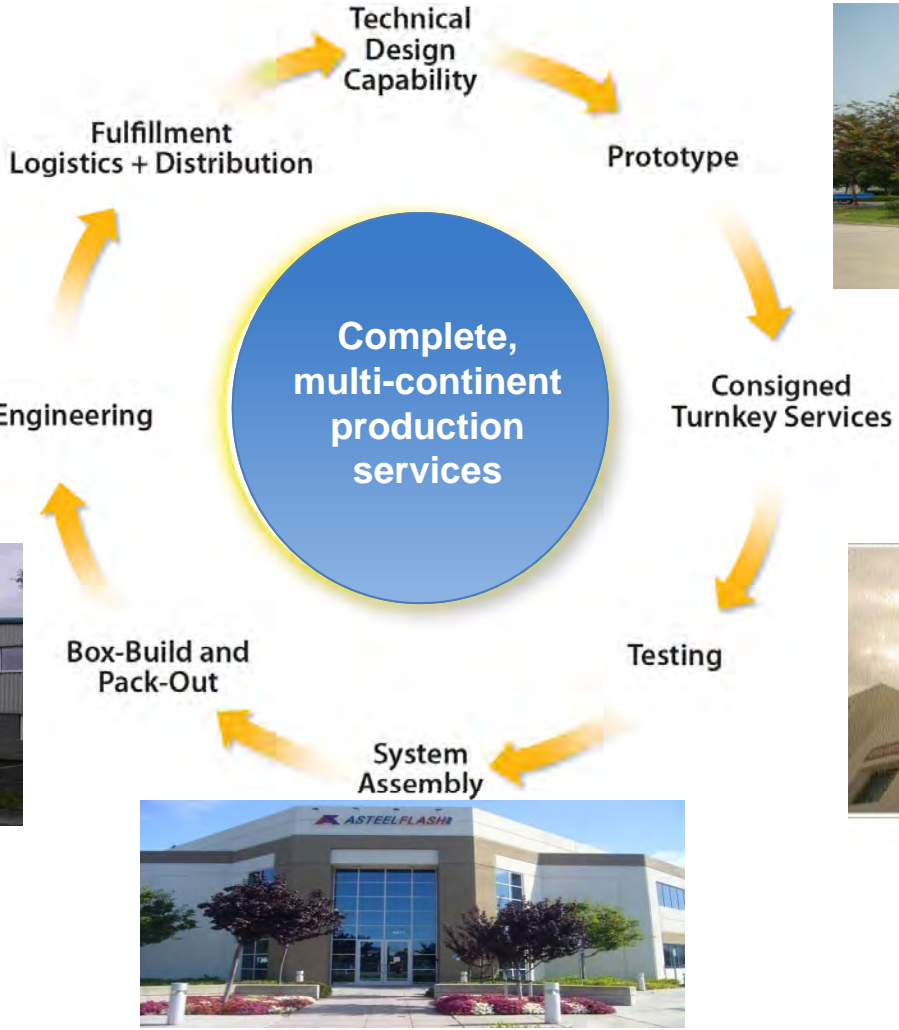 Technical
Design
Capability
Fulfillment
Logistics + Distribution
Prototype
Complete,
multi-continent
production
services
Engineering
Consigned
Turnkey Services
Box-Build and
Pack-Out
Testing
System
Assembly
ASTEELFLASH